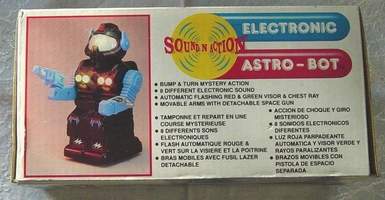 SOUND N ACTION
ELECTRONIC
ASTRO-BOT
• BUMP & TURN MYSTERY ACTION
• 8 DIFFERENT ELECTRONIC SOUND
• AUTOMATIC FLASHING RED & GREEN VISOR & CHEST RAY
• MOVABLE ARMS WITH DETACHABLE SPACE GUN
• TAMPONNE ET REPART EN UNE
COURSE MYSTERIEUSE
• 8 DIFFERENTS SONS
ELECTRONIQUES
• FLASH AUTOMATIQUE ROUGE &
VERT SUR LA VISIERE ET LA POITRINE
• BRAS MOBILES AVEC FUSIL LAZER
DETACHABLE
• ACCION DE CHOQUE Y GIRO
MISTERIOSO
• 8 SONIDOS ELECTRONICOS
DIFERENTES
• LUZ ROJA PARPADEANTE
AUTOMATICA Y VISOR VERDE Y
RAYOS PARALIZANTES
• BRAZOS MOVIBLES CON
PISTOLA DE ESPACIO
SEPARADA